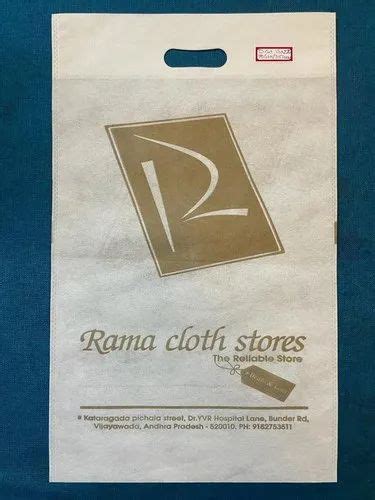 R
Rama cloth stores
The Reliable Store
# Kataragada pichala street, Dr.YVR Hospital Lane, Bunder Rd,
Vijayawada, Andhra Pradesh - 520010. PH: 9182753511